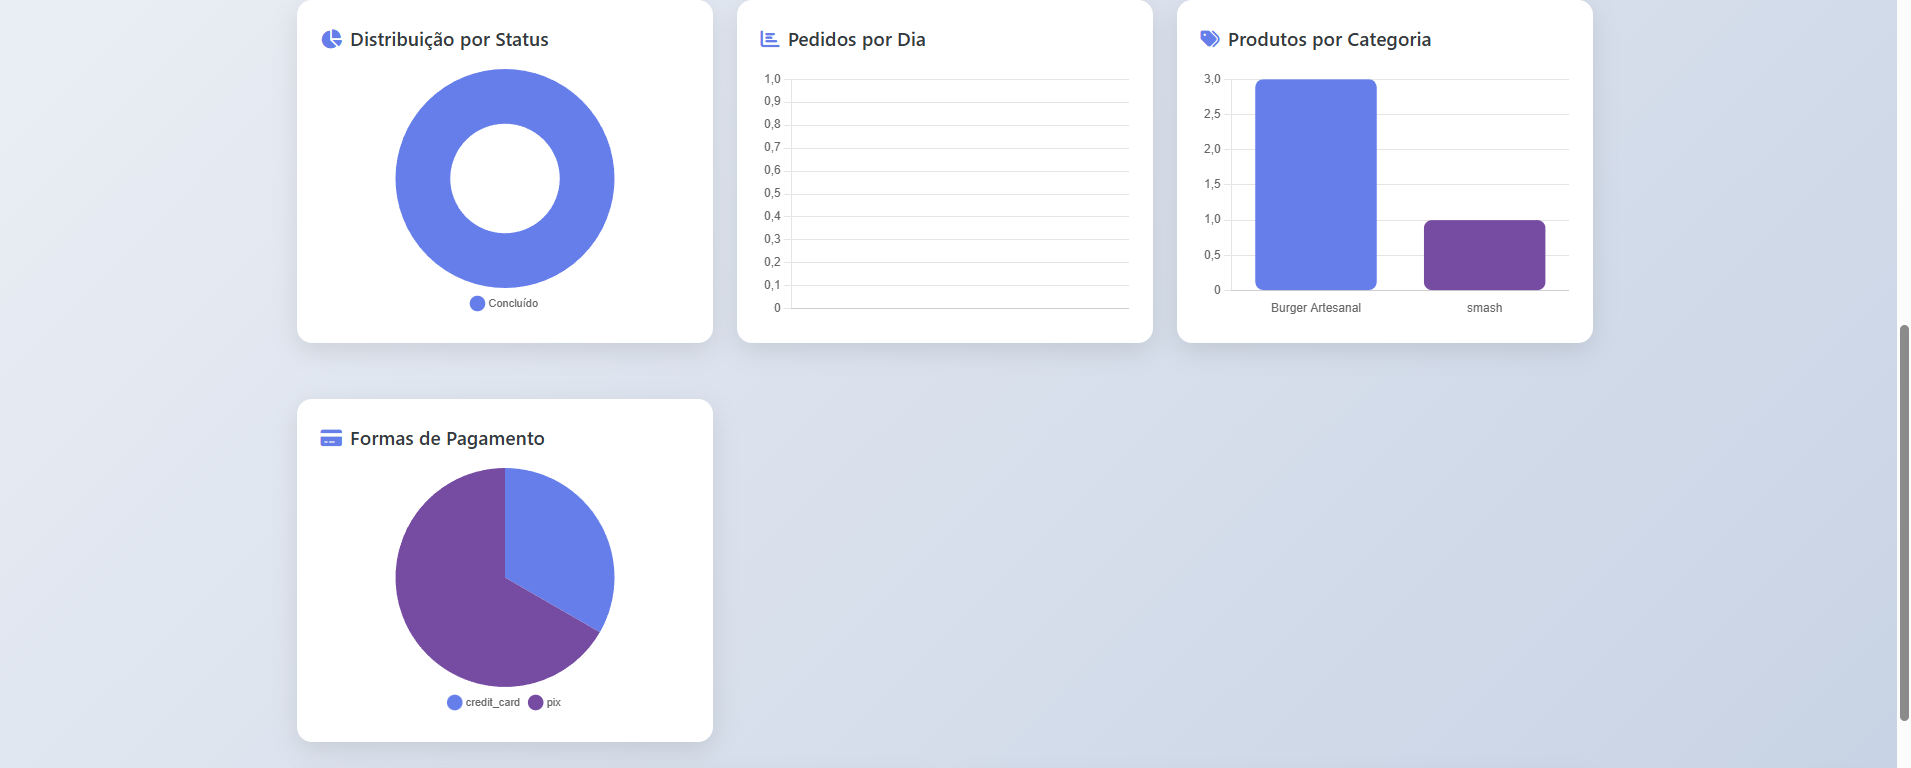 Distribuição por Status
Concluído
Pedidos por Dia
1,0
0,9
0,8
0,7
0,6
0,5
0,4
0,3
0,2
0,1
0
Produtos por Categoria
3,0
2,5
2,0
1,5
1,0
0,5
0
Burger Artesanal smash
Formas de Pagamento
credit_card pix